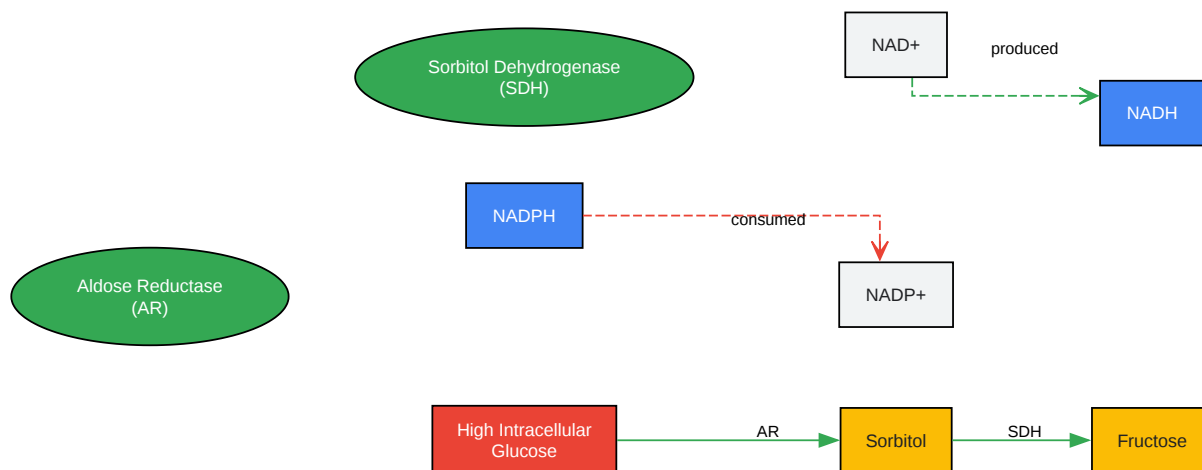 NAD+
produced
Sorbitol Dehydrogenase
(SDH)
NADH
NADPH
consumed
Aldose Reductase
(AR)
NADP+
High Intracellular
Glucose
AR
Sorbitol
SDH
Fructose